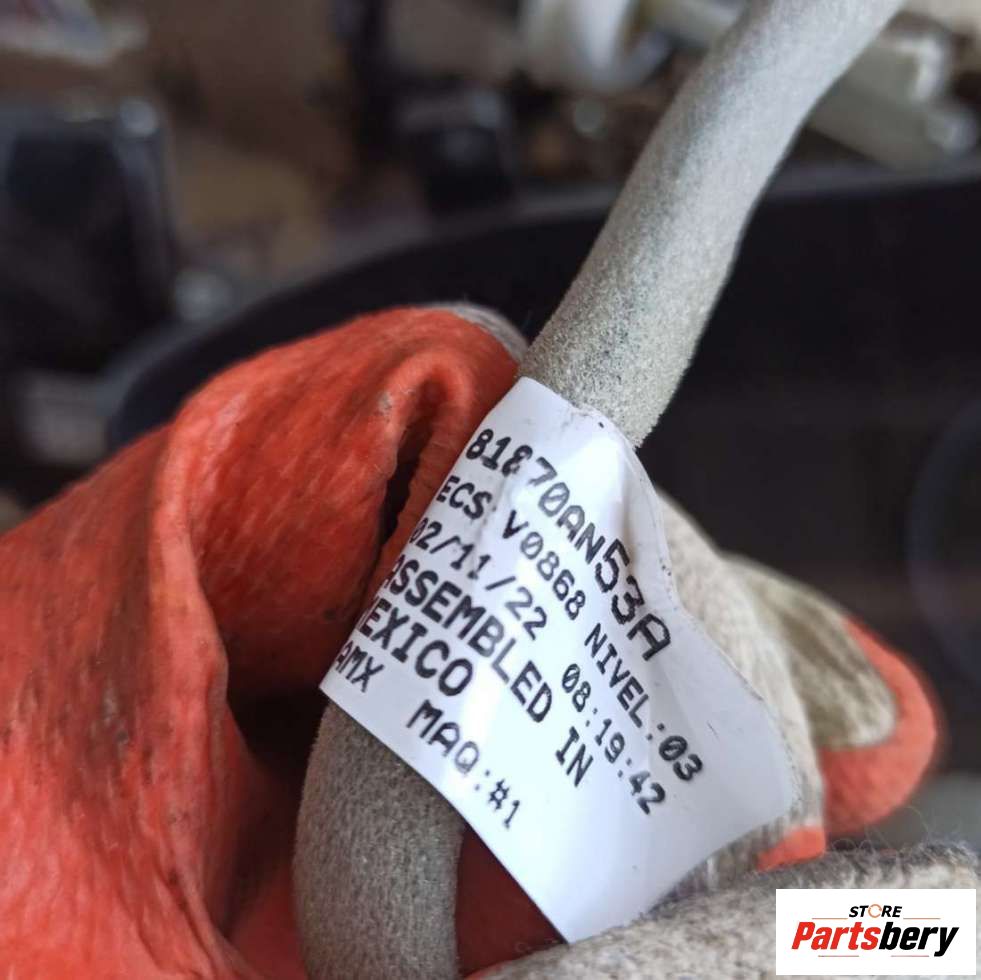 81870AN53A
ECS V0868 NIVEL:03
02/11/22 08:19:42
ASSEMBLED IN
MEXICO
AMX MAQ:#1
STORE
Partsbery